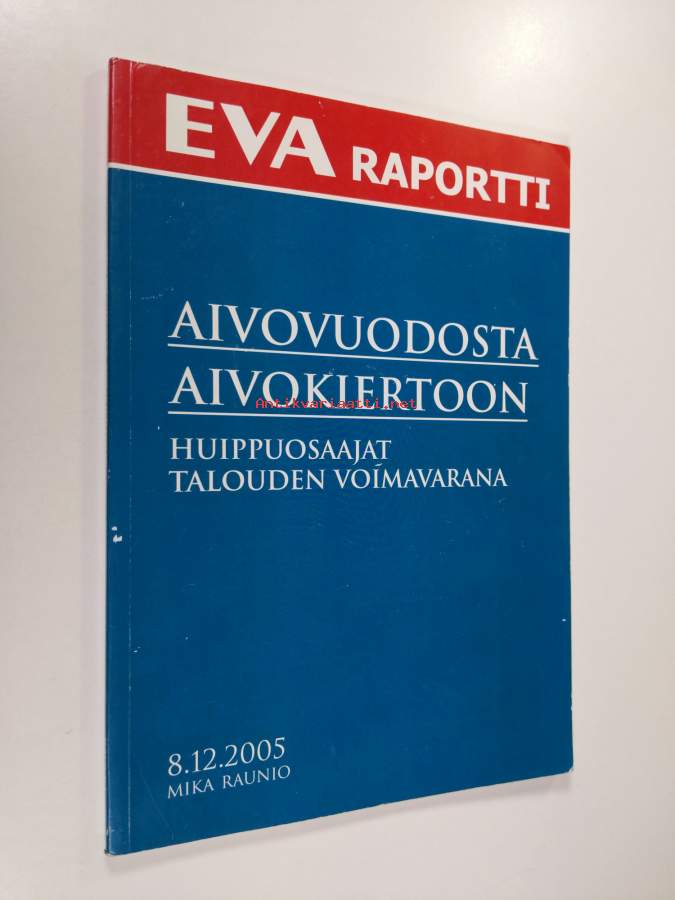 EVA RAPORTTI
AIVOVUODOSTA
AIVOKIERTOON
Antikvariaatti.net
HUIPPUOSAAJAT
TALOUDEN VOIMAVARANA
8.12.2005
MIKA RAUNIO